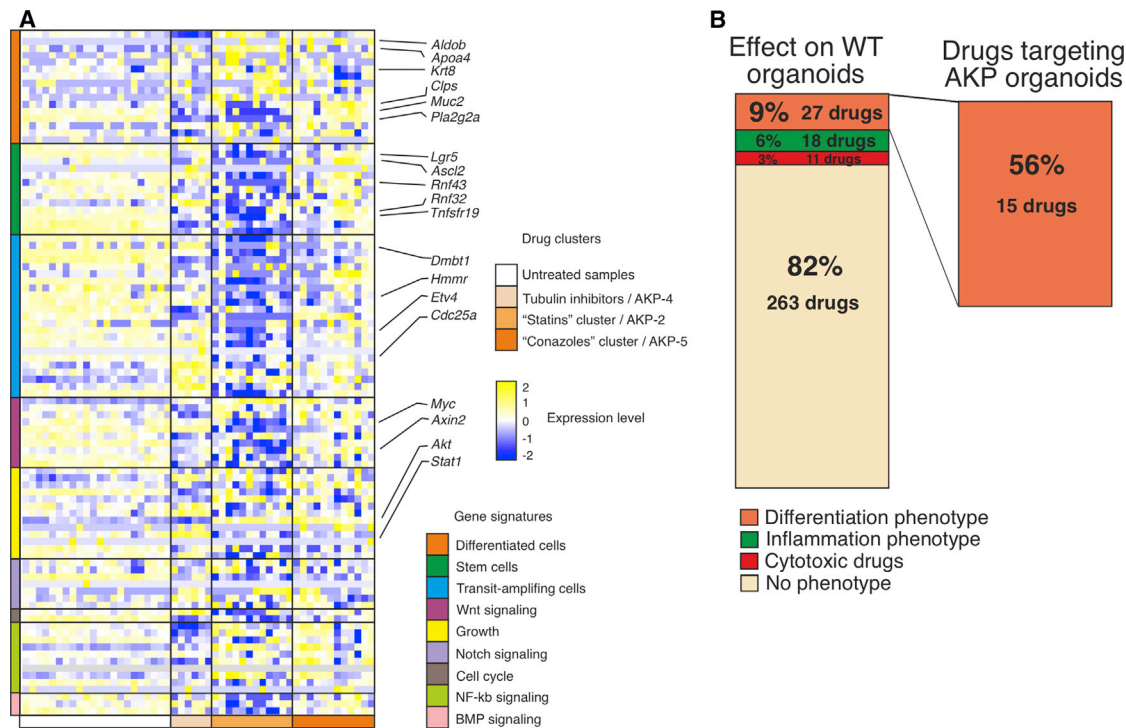 A
Aldob
Apoa4
Krt8
Clps
Muc2
Pla2g2a
Lgr5
Ascl2
Rnf43
Rnf32
Tnfsfr19
Dmbt1
Hmmr
Etv4
Cdc25a
Myc
Axin2
Akt
Stat1
Drug clusters
Untreated samples
Tubulin inhibitors / AKP-4
“Statins” cluster / AKP-2
“Conazoles” cluster / AKP-5
2
1
0
-1
-2
Expression level
Gene signatures
Differentiated cells
Stem cells
Transit-amplifing cells
Wnt signaling
Growth
Notch signaling
Cell cycle
NF-kb signaling
BMP signaling
B
Effect on WT
organoids
9% 27 drugs
6% 18 drugs
3% 11 drugs
82%
263 drugs
Drugs targeting
AKP organoids
56%
15 drugs
Differentiation phenotype
Inflammation phenotype
Cytotoxic drugs
No phenotype